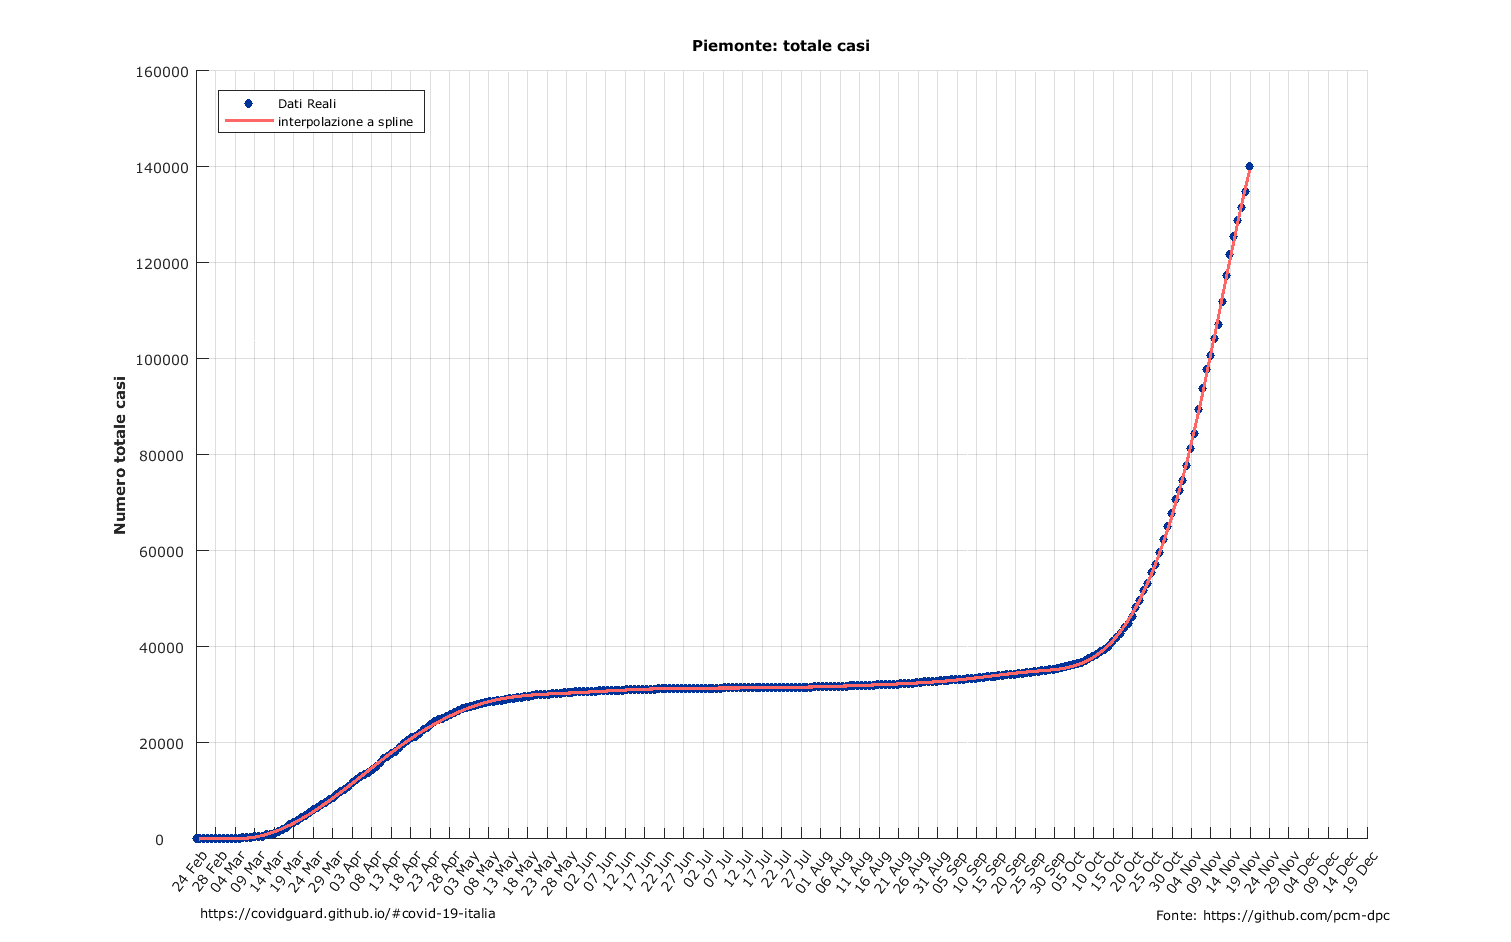 Piemonte: totale casi
160000
140000
120000
100000
80000
60000
40000
20000
0
Numero totale casi
Dati Reali
interpolazione a spline
24 Feb
28 Feb
04 Mar
09 Mar
14 Mar
19 Mar
24 Mar
29 Mar
03 Apr
08 Apr
13 Apr
18 Apr
23 Apr
28 Apr
03 May
08 May
13 May
18 May
23 May
28 May
02 Jun
07 Jun
12 Jun
17 Jun
22 Jun
27 Jun
02 Jul
07 Jul
12 Jul
17 Jul
22 Jul
27 Jul
01 Aug
06 Aug
11 Aug
16 Aug
21 Aug
26 Aug
31 Aug
05 Sep
10 Sep
15 Sep
20 Sep
25 Sep
30 Sep
05 Oct
10 Oct
15 Oct
20 Oct
25 Oct
30 Oct
04 Nov
09 Nov
14 Nov
19 Nov
24 Nov
29 Nov
04 Dec
09 Dec
14 Dec
19 Dec
https://covidguard.github.io/#covid-19-italia
Fonte: https://github.com/pcm-dpc